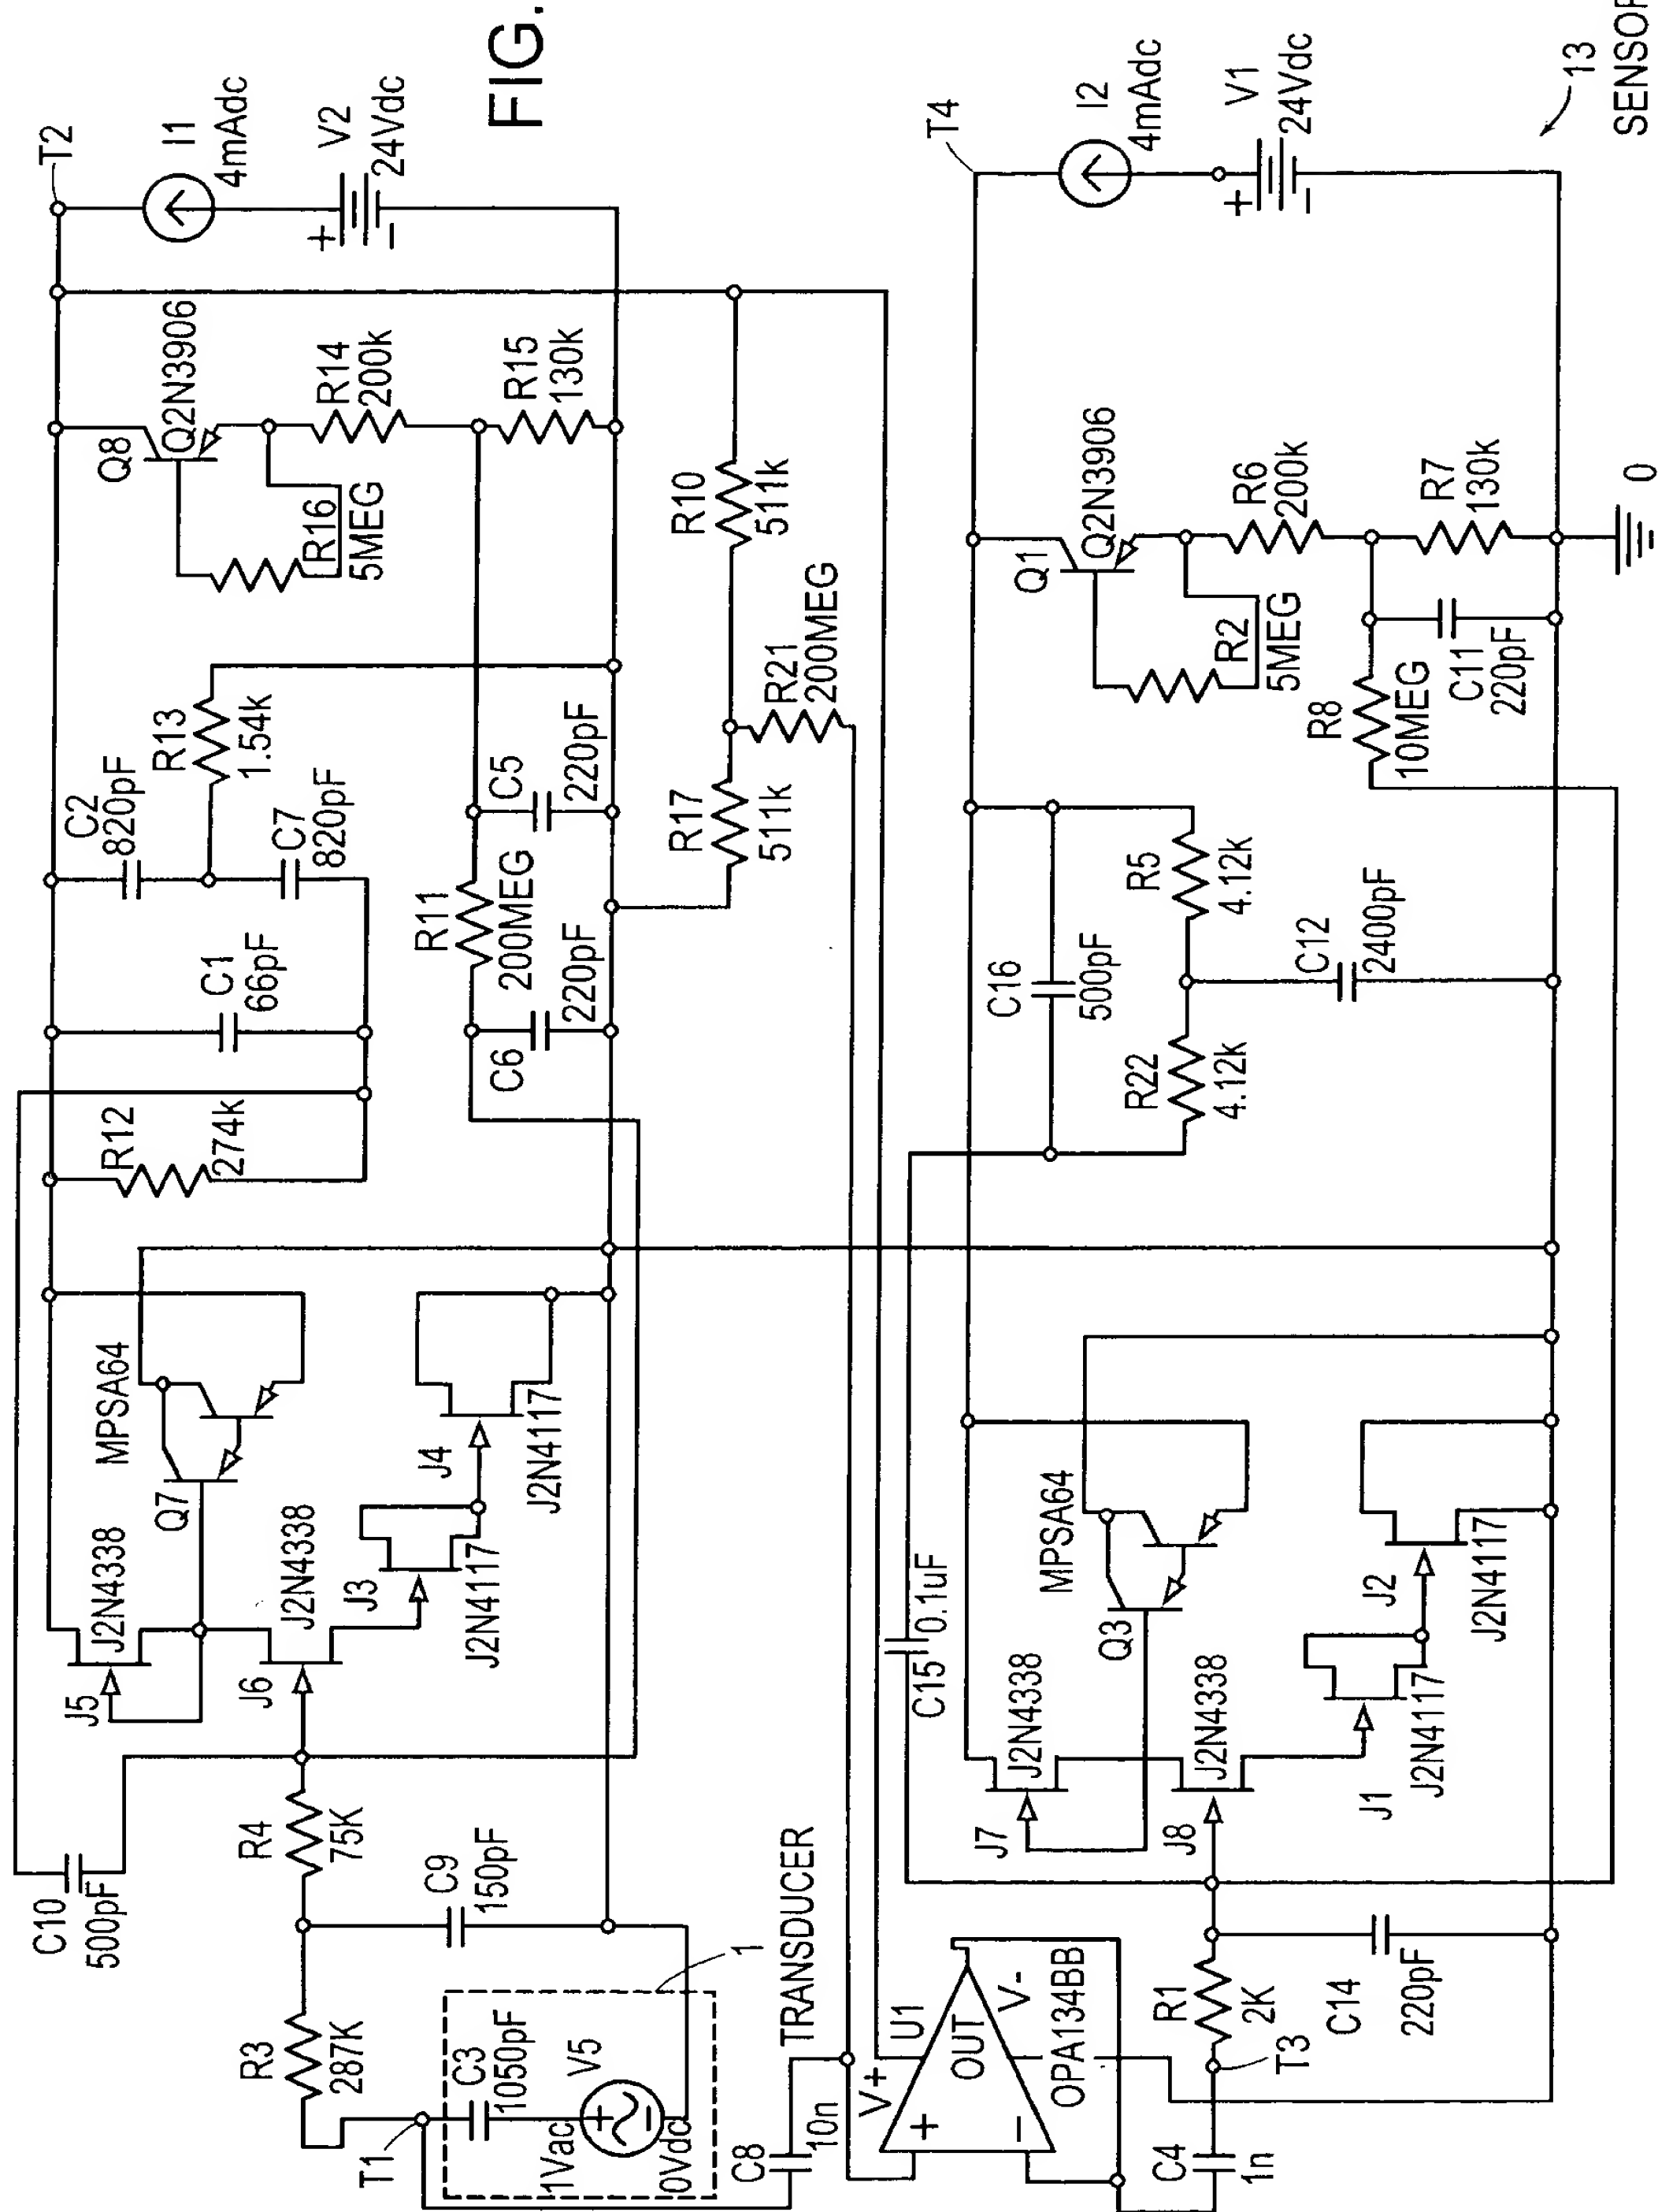 FIG.
T2
I1
4mAdc
V2
24Vdc
+
−
Q8
Q2N3906
R14
200k
R15
130k
R16
5MEG
C2
820pF
R13
1.54k
C7
820pF
C1
66pF
R12
274k
R11
200MEG
C5
220pF
C6
220pF
R10
511k
R17
511k
R21
200MEG
MPSA64
Q7
J2N4338
J5
J2N4338
J6
J3
J2N4117
J4
J2N4117
C10
500pF
R4
75K
R3
287K
C9
150pF
T1
C3
1050pF
V5
1Vac
0Vdc
+
−
1
TRANSDUCER
C8
10n
T4
I2
4mAdc
V1
24Vdc
+
−
13
SENSOR
Q1
Q2N3906
R6
200k
R7
130k
0
R2
5MEG
R8
10MEG
C11
220pF
C16
500pF
R5
4.12k
R22
4.12k
C12
2400pF
C15
0.1uF
MPSA64
Q3
J7
J2N4338
J8
J2N4338
J1
J2N4117
J2
J2N4117
U1
V+
+
−
OUT
V-
OPA134BB
R1
2K
T3
C14
220pF
C4
1n